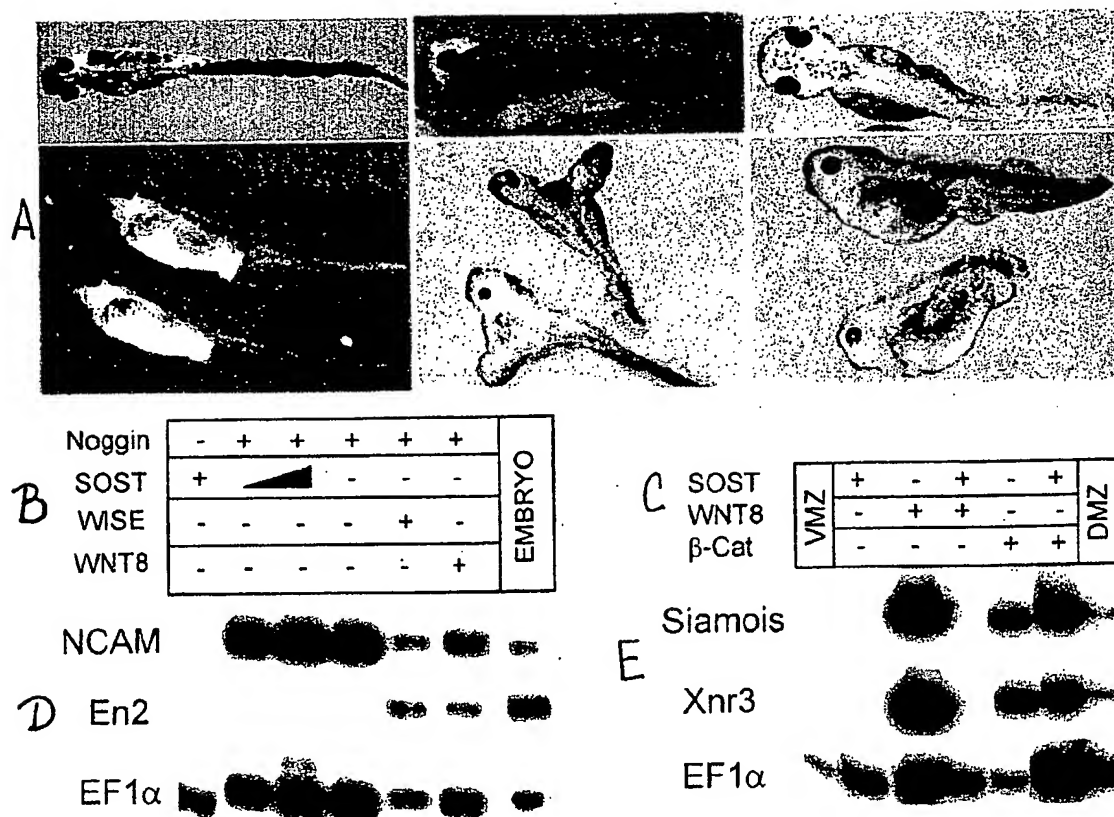 A
B
Noggin - + + + + +
SOST + - - -
WISE - - - - + -
WNT8 - - - - - +
EMBRYO
NCAM
D En2
EF1α
C
VMZ
SOST + - + - +
WNT8 - + + - -
β-Cat - - - + +
DMZ
Siamois
E
Xnr3
EF1α